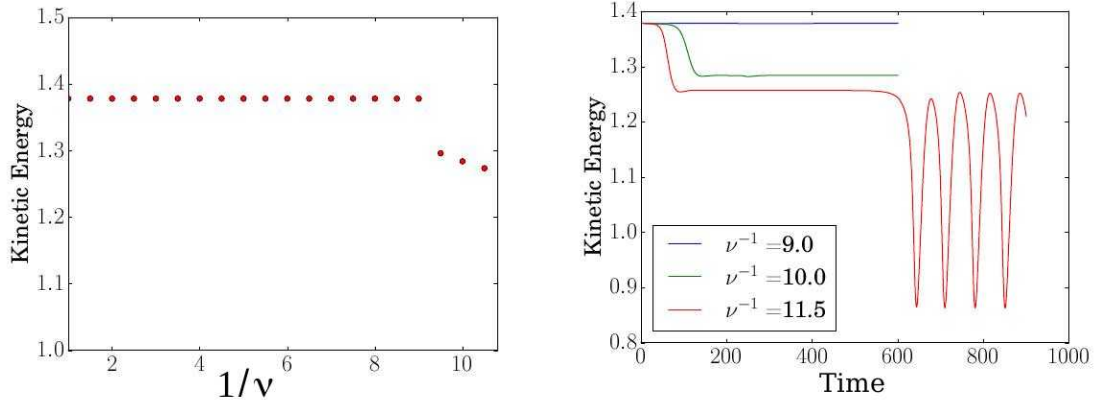 1.5
1.4
1.3
1.2
1.1
1.0
Kinetic Energy
2 4 6 8 10
1/ν
1.4
1.3
1.2
1.1
1.0
0.9
0.8
Kinetic Energy
ν⁻¹ =9.0
ν⁻¹ =10.0
ν⁻¹ =11.5
0 200 400 600 800 1000
Time